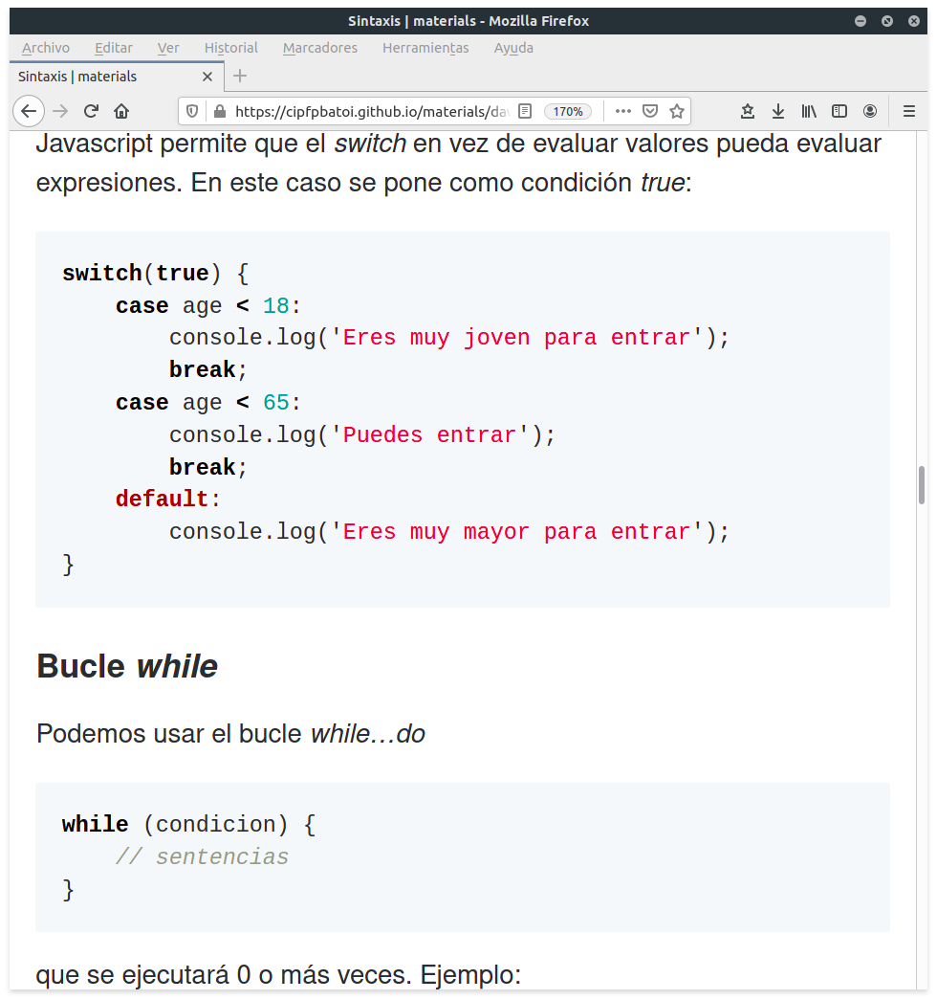 Sintaxis | materials - Mozilla Firefox
Archivo Editar Ver Historial Marcadores Herramientas Ayuda
Sintaxis | materials
https://cipfpbatoi.github.io/materials/da 170%
Javascript permite que el switch en vez de evaluar valores pueda evaluar
expresiones. En este caso se pone como condición true:
switch(true) {
    case age < 18:
        console.log('Eres muy joven para entrar');
        break;
    case age < 65:
        console.log('Puedes entrar');
        break;
    default:
        console.log('Eres muy mayor para entrar');
}
Bucle while
Podemos usar el bucle while…do
while (condicion) {
    // sentencias
}
que se ejecutará 0 o más veces. Ejemplo: